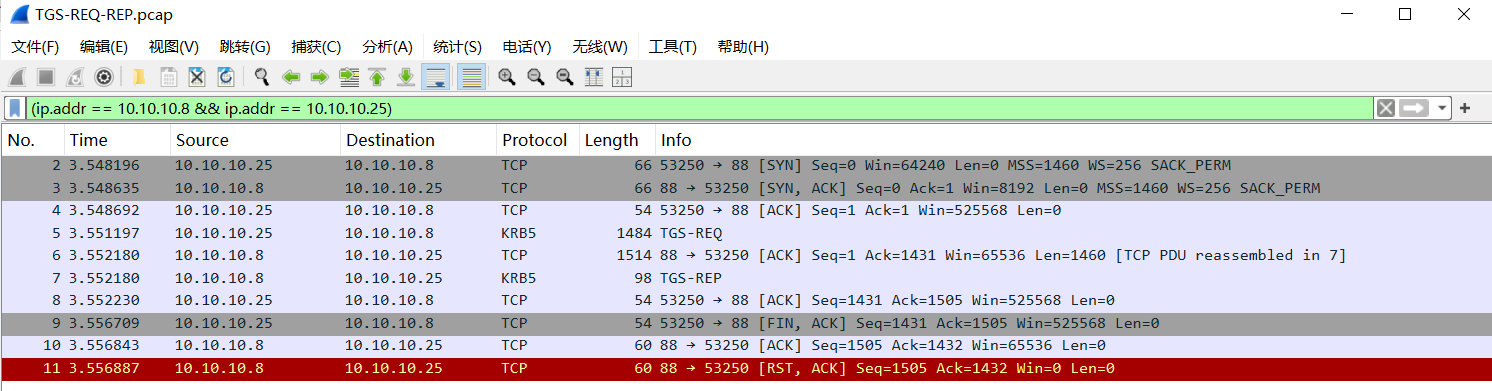 TGS-REQ-REP.pcap
文件(F) 编辑(E) 视图(V) 跳转(G) 捕获(C) 分析(A) 统计(S) 电话(Y) 无线(W) 工具(T) 帮助(H)
(ip.addr == 10.10.10.8 && ip.addr == 10.10.10.25)
No. Time Source Destination Protocol Length Info
2 3.548196 10.10.10.25 10.10.10.8 TCP 66 53250 → 88 [SYN] Seq=0 Win=64240 Len=0 MSS=1460 WS=256 SACK_PERM
3 3.548635 10.10.10.8 10.10.10.25 TCP 66 88 → 53250 [SYN, ACK] Seq=0 Ack=1 Win=8192 Len=0 MSS=1460 WS=256 SACK_PERM
4 3.548692 10.10.10.25 10.10.10.8 TCP 54 53250 → 88 [ACK] Seq=1 Ack=1 Win=525568 Len=0
5 3.551197 10.10.10.25 10.10.10.8 KRB5 1484 TGS-REQ
6 3.552180 10.10.10.8 10.10.10.25 TCP 1514 88 → 53250 [ACK] Seq=1 Ack=1431 Win=65536 Len=1460 [TCP PDU reassembled in 7]
7 3.552180 10.10.10.8 10.10.10.25 KRB5 98 TGS-REP
8 3.552230 10.10.10.25 10.10.10.8 TCP 54 53250 → 88 [ACK] Seq=1431 Ack=1505 Win=525568 Len=0
9 3.556709 10.10.10.25 10.10.10.8 TCP 54 53250 → 88 [FIN, ACK] Seq=1431 Ack=1505 Win=525568 Len=0
10 3.556843 10.10.10.8 10.10.10.25 TCP 60 88 → 53250 [ACK] Seq=1505 Ack=1432 Win=65536 Len=0
11 3.556887 10.10.10.8 10.10.10.25 TCP 60 88 → 53250 [RST, ACK] Seq=1505 Ack=1432 Win=0 Len=0